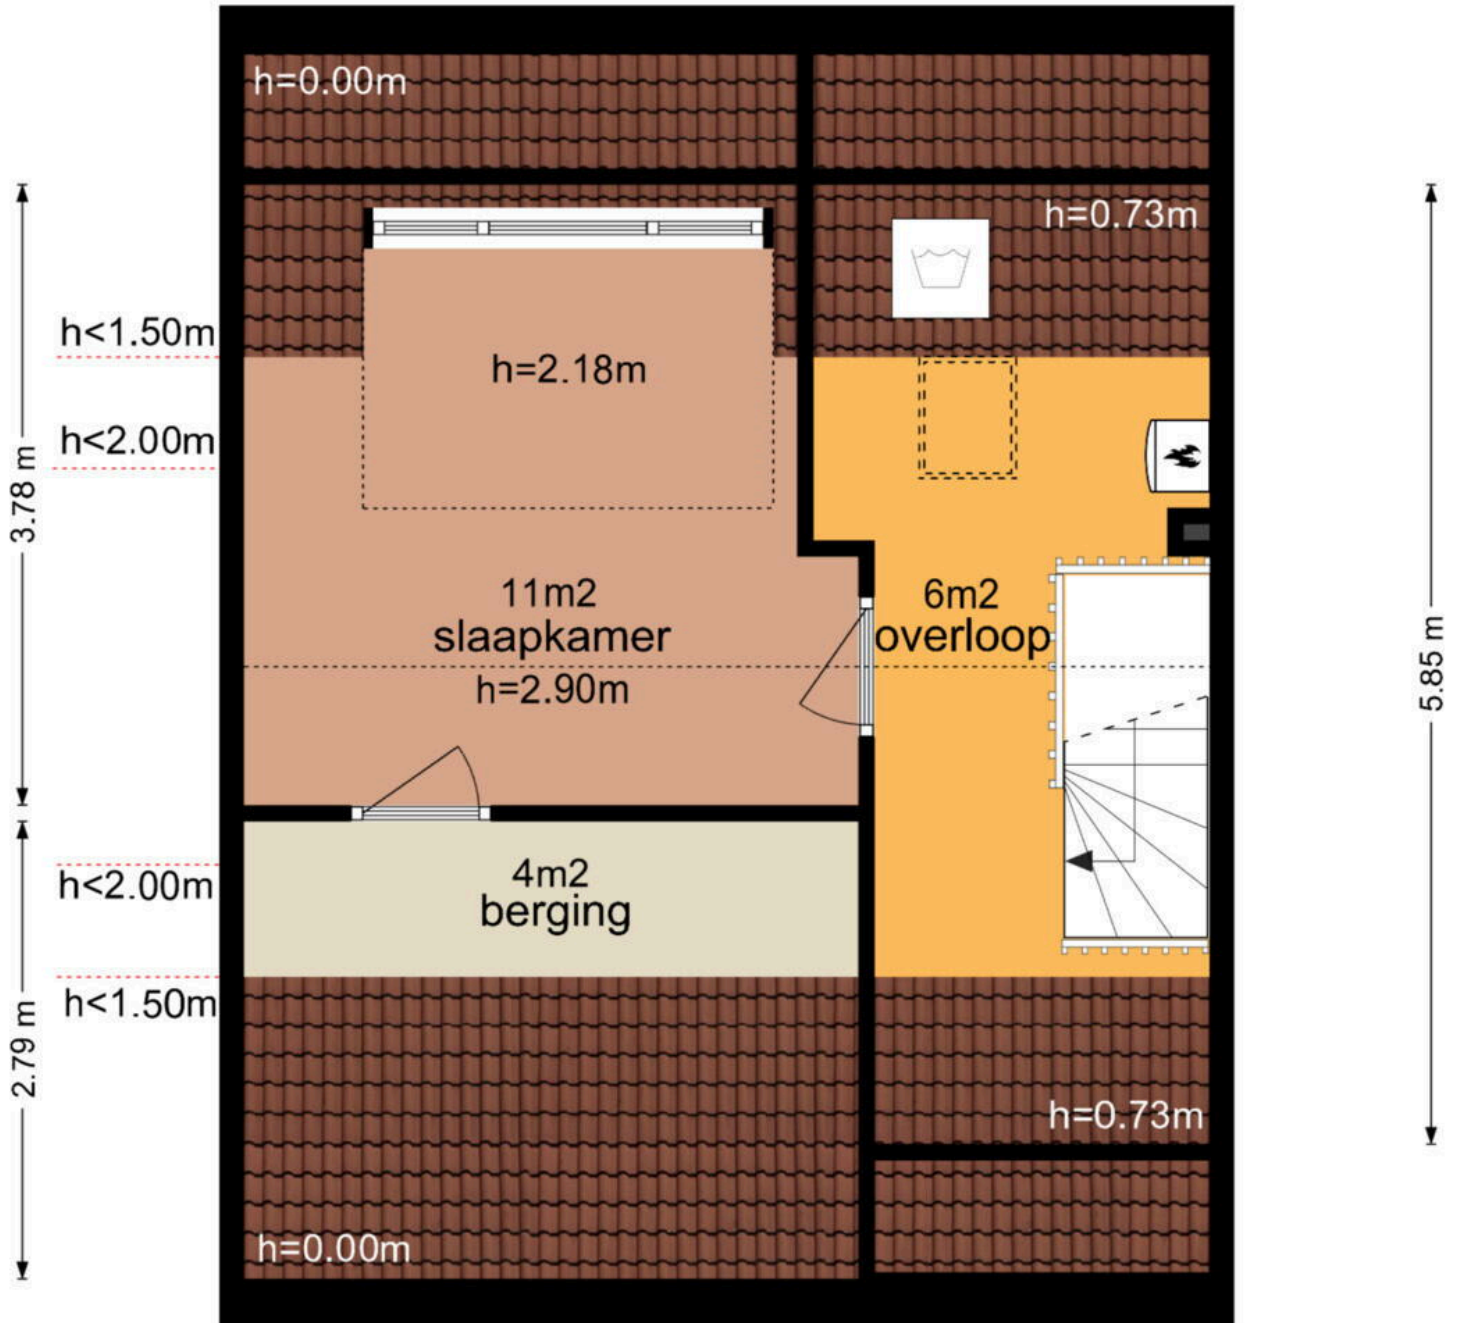 h=0.00m
h=0.73m
h<1.50m
h=2.18m
h<2.00m
3.78 m
11m2
slaapkamer
6m2
overloop
5.85 m
h=2.90m
4m2
berging
h<2.00m
h<1.50m
2.79 m
h=0.73m
h=0.00m